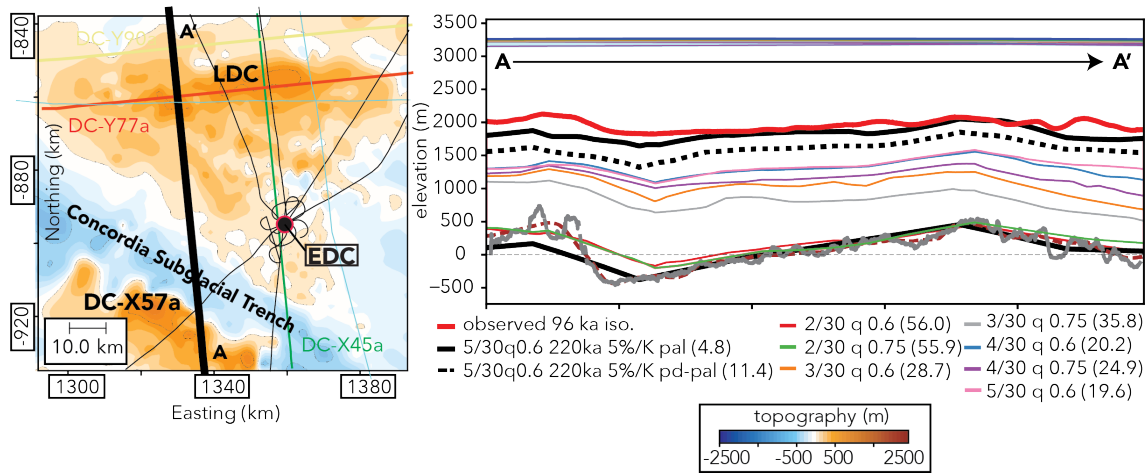 -840
-880
-920
Northing (km)
DC-Y90
A'
LDC
DC-Y77a
Concordia Subglacial Trench
EDC
DC-X57a
10.0 km
A
DC-X45a
1300
1340
1380
Easting (km)
3500
3000
2500
2000
1500
1000
500
0
−500
elevation (m)
A
A'
observed 96 ka iso.
5/30q0.6 220ka 5%/K pal (4.8)
5/30q0.6 220ka 5%/K pd-pal (11.4)
2/30 q 0.6 (56.0)
2/30 q 0.75 (55.9)
3/30 q 0.6 (28.7)
3/30 q 0.75 (35.8)
4/30 q 0.6 (20.2)
4/30 q 0.75 (24.9)
5/30 q 0.6 (19.6)
topography (m)
-2500
-500
500
2500